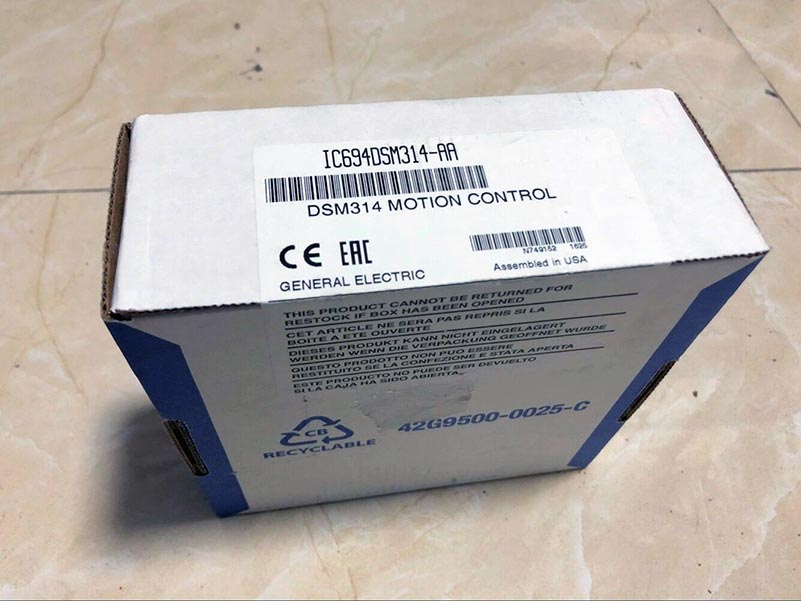 IC694DSM314-AA
DSM314 MOTION CONTROL
CE EAC
N749152 1625
GENERAL ELECTRIC
Assembled in USA
THIS PRODUCT CANNOT BE RETURNED FOR
RESTOCK IF BOX HAS BEEN OPENED
CET ARTICLE NE SERA PAS REPRIS SI LA
BOITE A ETE OUVERTE
DIESES PRODUKT KANN NICHT EINGELAGERT
WERDEN WENN DIE VERPACKUNG GEOFFNET WURDE
QUESTO PRODOTTO NON PUO ESSERE
RESTITUITO SE LA CONFEZIONE E STATA APERTA
ESTE PRODUCTO NO PUEDE SER DEVUELTO
SI LA CAJA HA SIDO ABIERTA..
CB
RECYCLABLE
42G9500-0025-C